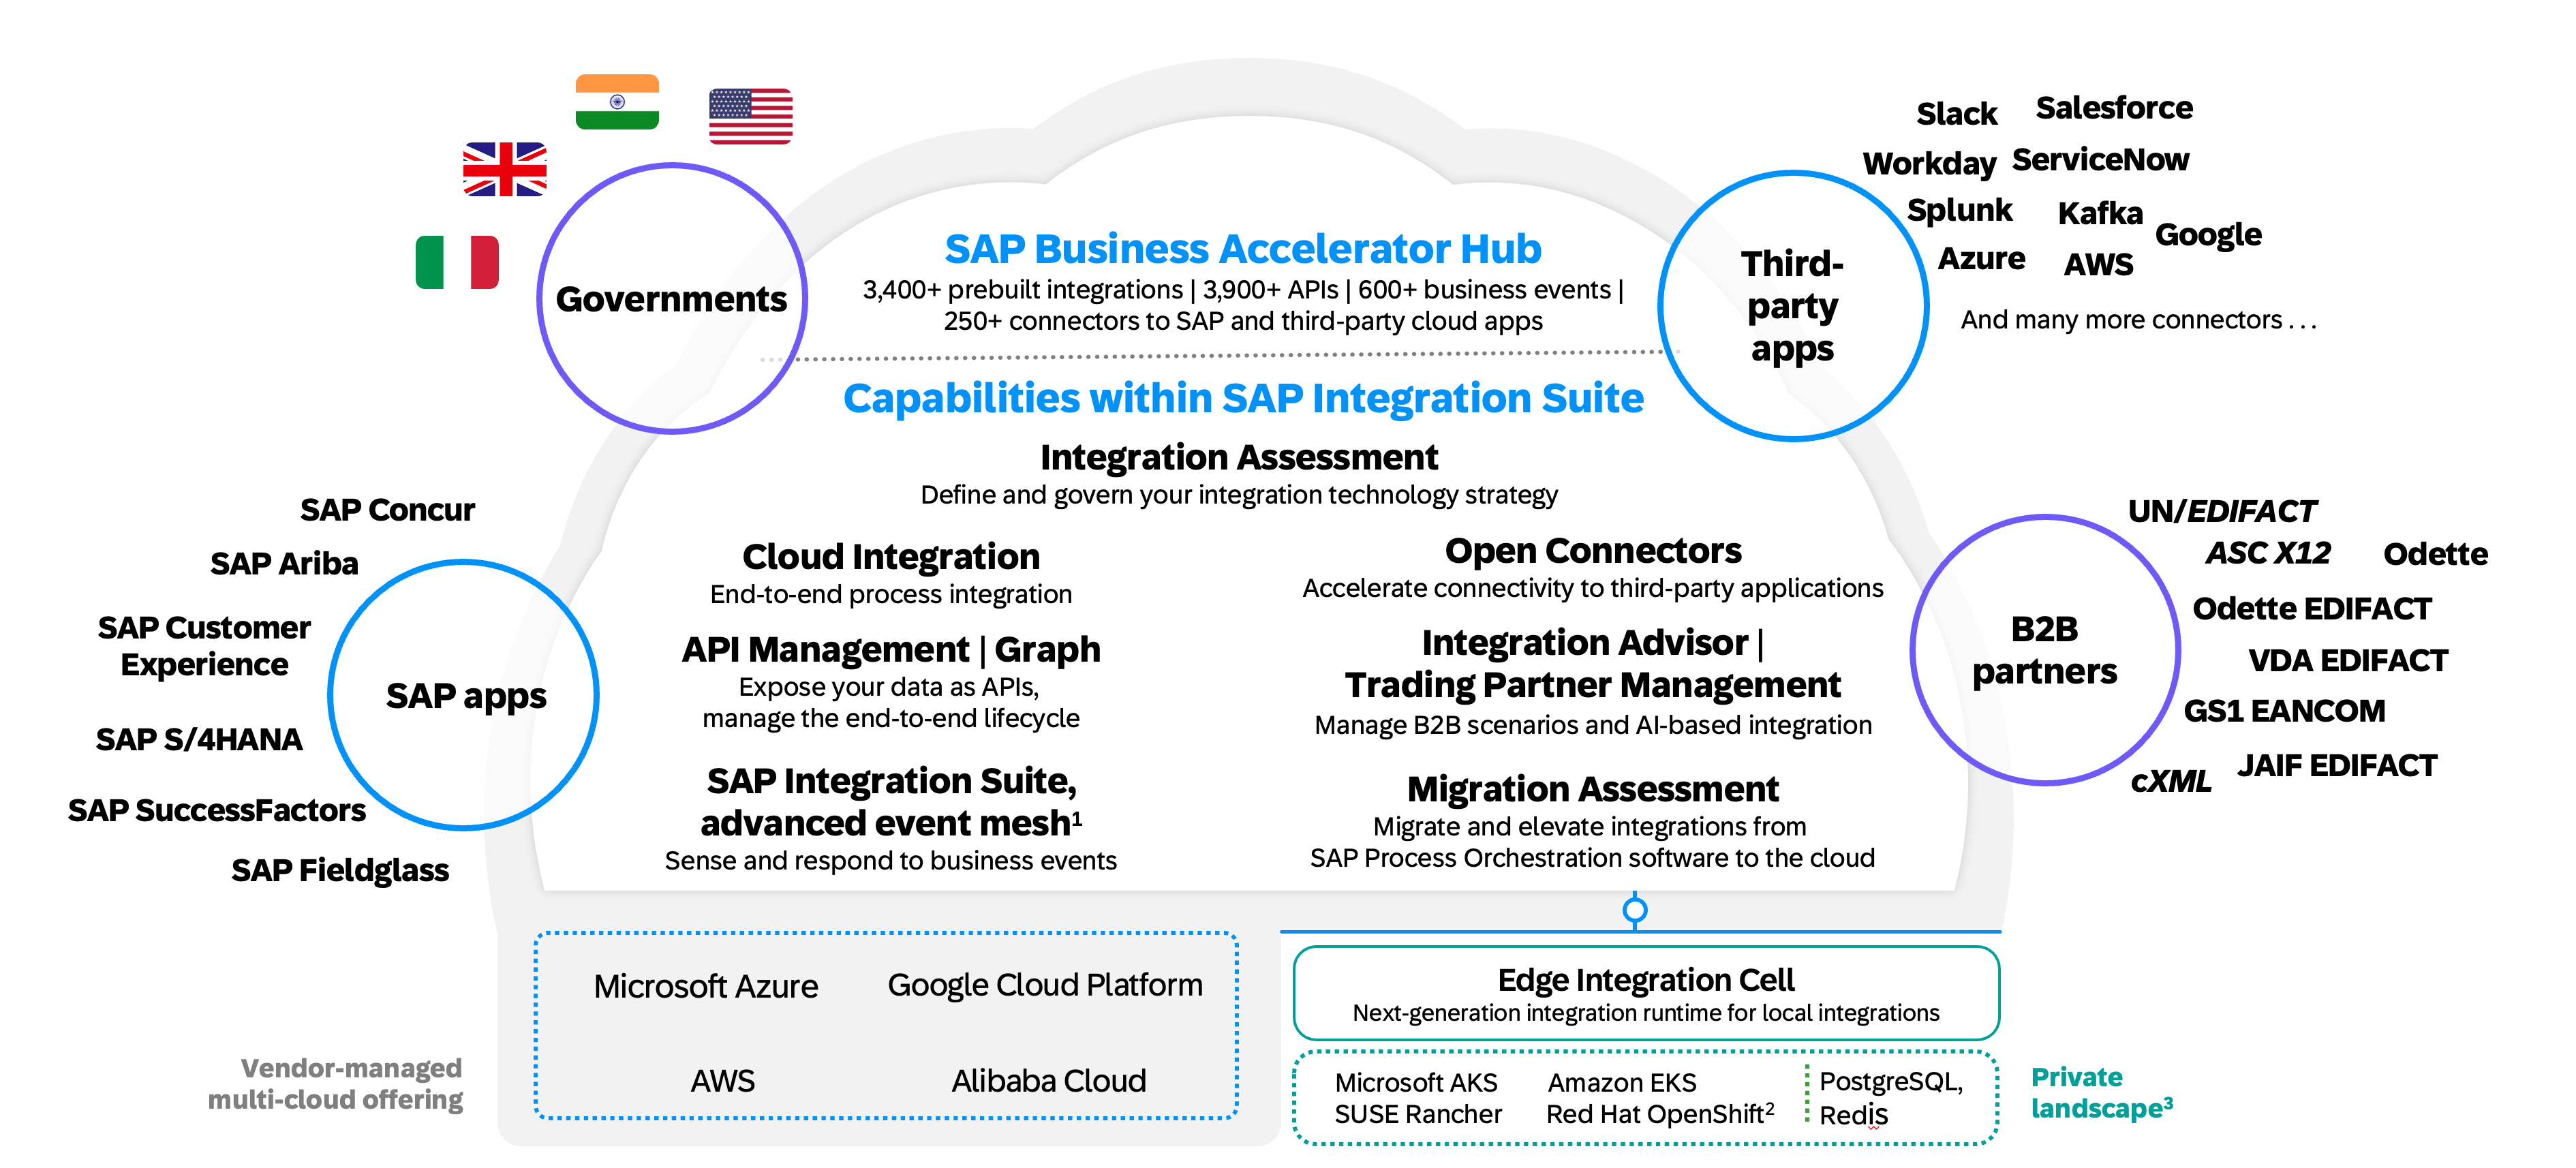 Governments
SAP Business Accelerator Hub
3,400+ prebuilt integrations | 3,900+ APIs | 600+ business events |
250+ connectors to SAP and third-party cloud apps
Third-
party
apps
Slack
Salesforce
Workday
ServiceNow
Splunk
Kafka
Google
Azure
AWS
And many more connectors . . .
Capabilities within SAP Integration Suite
Integration Assessment
Define and govern your integration technology strategy
SAP Concur
SAP Ariba
SAP Customer
Experience
SAP S/4HANA
SAP SuccessFactors
SAP Fieldglass
SAP apps
Cloud Integration
End-to-end process integration
API Management | Graph
Expose your data as APIs,
manage the end-to-end lifecycle
SAP Integration Suite,
advanced event mesh¹
Sense and respond to business events
Open Connectors
Accelerate connectivity to third-party applications
Integration Advisor |
Trading Partner Management
Manage B2B scenarios and AI-based integration
Migration Assessment
Migrate and elevate integrations from
SAP Process Orchestration software to the cloud
B2B
partners
UN/EDIFACT
ASC X12
Odette
Odette EDIFACT
VDA EDIFACT
GS1 EANCOM
JAIF EDIFACT
cXML
Vendor-managed
multi-cloud offering
Microsoft Azure
Google Cloud Platform
AWS
Alibaba Cloud
Edge Integration Cell
Next-generation integration runtime for local integrations
Microsoft AKS
SUSE Rancher
Amazon EKS
Red Hat OpenShift²
PostgreSQL,
Redis
Private
landscape³